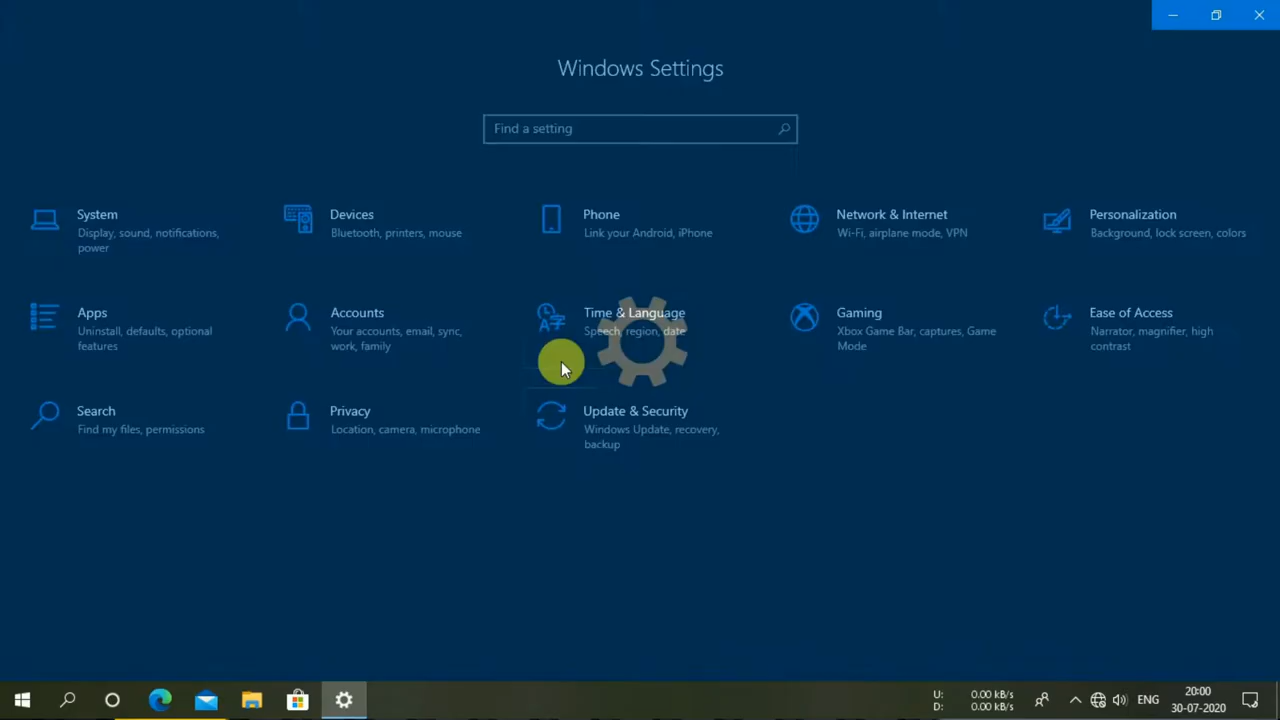 Windows Settings
Find a setting
System
Display, sound, notifications,
power
Devices
Bluetooth, printers, mouse
Phone
Link your Android, iPhone
Network & Internet
Wi-Fi, airplane mode, VPN
Personalization
Background, lock screen, colors
Apps
Uninstall, defaults, optional
features
Accounts
Your accounts, email, sync,
work, family
Time & Language
Speech, region, date
Gaming
Xbox Game Bar, captures, Game
Mode
Ease of Access
Narrator, magnifier, high
contrast
Search
Find my files, permissions
Privacy
Location, camera, microphone
Update & Security
Windows Update, recovery,
backup
U: 0.00 kB/s
D: 0.00 kB/s
ENG
20:00
30-07-2020